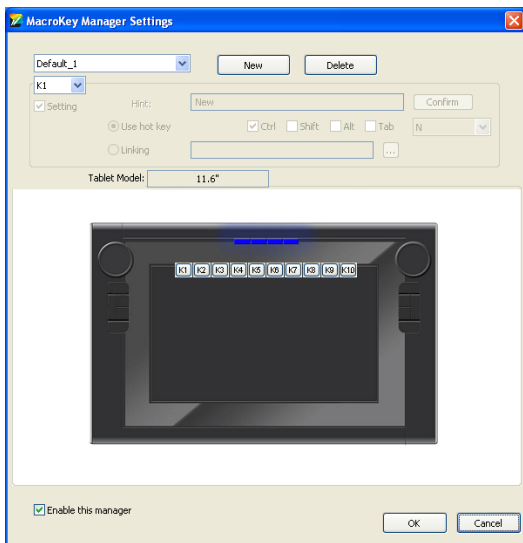 MacroKey Manager Settings
Default_1 New Delete
K1
Setting Hint: New Confirm
Use hot key Ctrl Shift Alt Tab N
Linking ...
Tablet Model: 11.6"
K1 K2 K3 K4 K5 K6 K7 K8 K9 K10
Enable this manager
OK Cancel